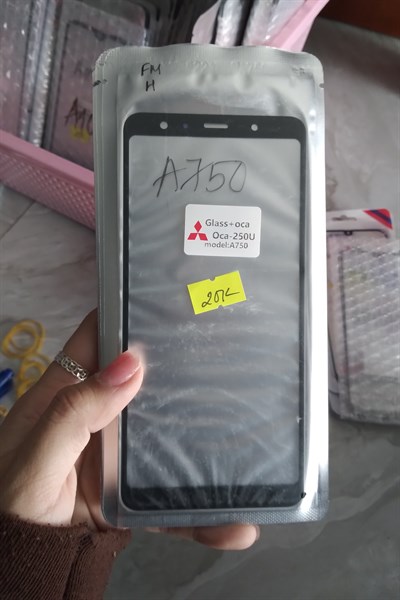 FM
H
A750
Glass+oca
Oca-250U
model:A750
20K